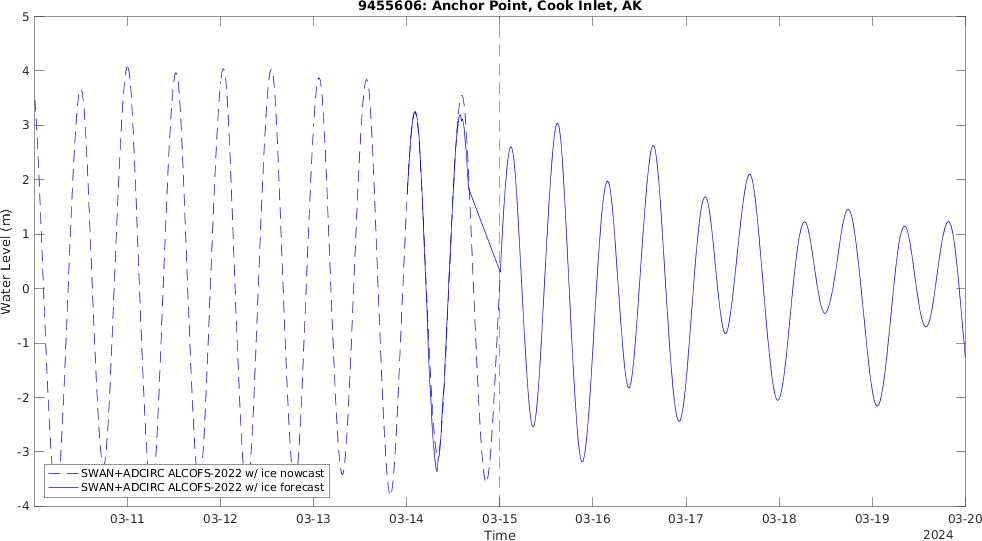 9455606: Anchor Point, Cook Inlet, AK
5
4
3
2
1
0
-1
-2
-3
-4
Water Level (m)
SWAN+ADCIRC ALCOFS-2022 w/ ice nowcast
SWAN+ADCIRC ALCOFS-2022 w/ ice forecast
03-11 03-12 03-13 03-14 03-15 03-16 03-17 03-18 03-19 03-20
Time
2024